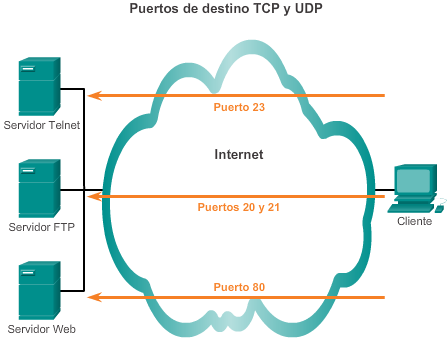 Puertos de destino TCP y UDP
Servidor Telnet
Puerto 23
Internet
Servidor FTP
Puertos 20 y 21
Cliente
Puerto 80
Servidor Web